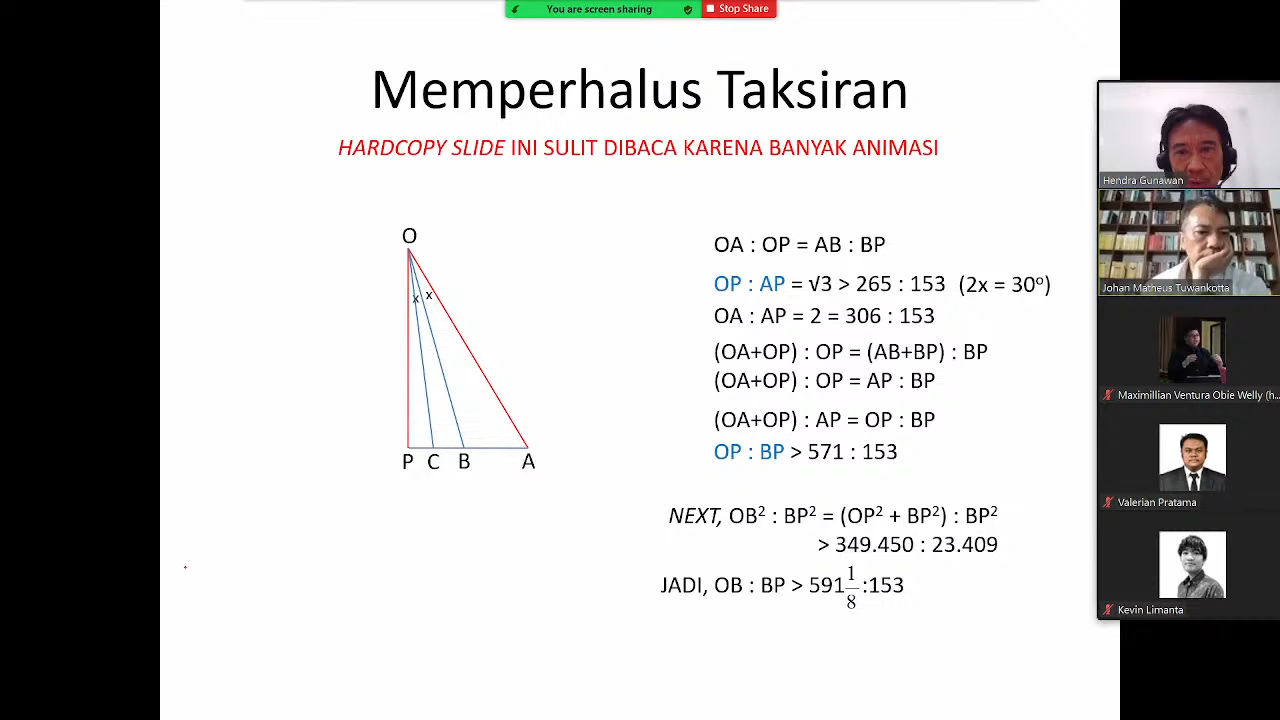 You are screen sharing
Stop Share
Memperhalus Taksiran
HARDCOPY SLIDE INI SULIT DIBACA KARENA BANYAK ANIMASI
O
x x
P C B A
OA : OP = AB : BP
OP : AP = √3 > 265 : 153 (2x = 30º)
OA : AP = 2 = 306 : 153
(OA+OP) : OP = (AB+BP) : BP
(OA+OP) : OP = AP : BP
(OA+OP) : AP = OP : BP
OP : BP > 571 : 153
NEXT, OB² : BP² = (OP² + BP²) : BP²
> 349.450 : 23.409
JADI, OB : BP > 591 1/8 :153
Hendra Gunawan
Johan Matheus Tuwankotta
Maximillian Ventura Obie Welly (h...
Valerian Pratama
Kevin Limanta